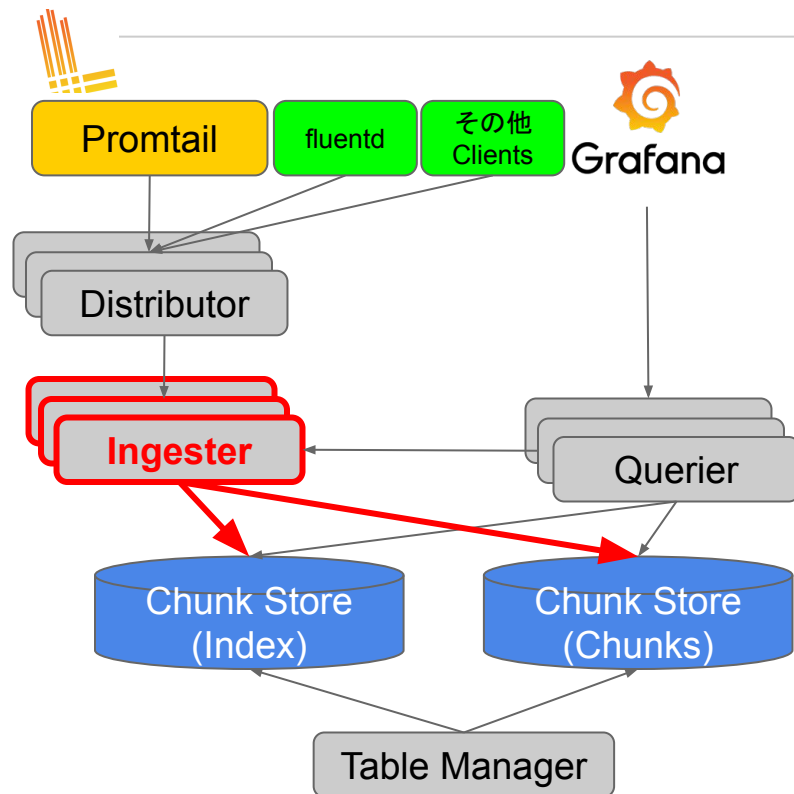 Promtail
fluentd
その他
Clients
Grafana
Distributor
Ingester
Querier
Chunk Store
(Index)
Chunk Store
(Chunks)
Table Manager